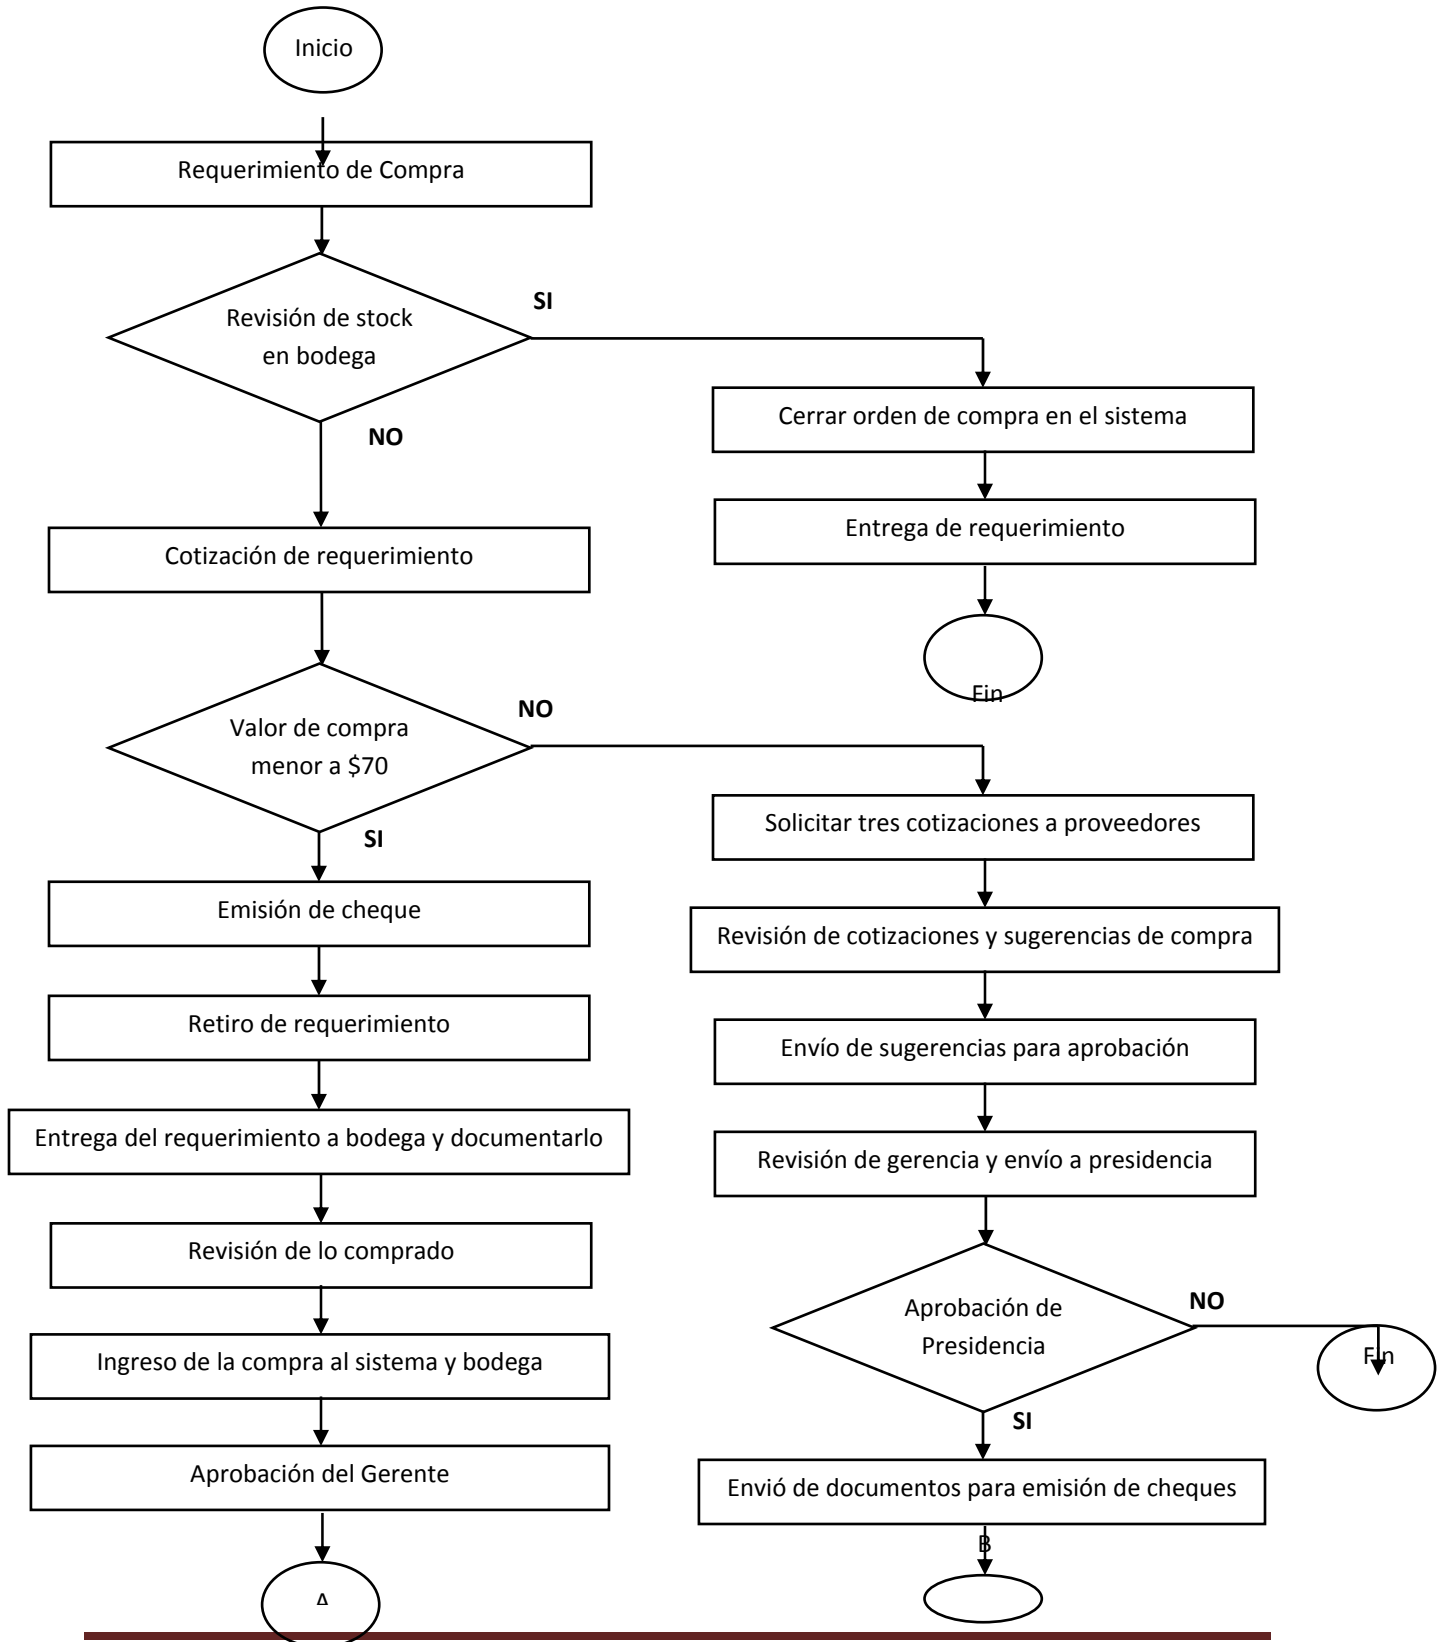 Inicio
Requerimiento de Compra
Revisión de stock
en bodega
SI
NO
Cerrar orden de compra en el sistema
Entrega de requerimiento
Fin
Cotización de requerimiento
Valor de compra
menor a $70
NO
SI
Solicitar tres cotizaciones a proveedores
Revisión de cotizaciones y sugerencias de compra
Envío de sugerencias para aprobación
Revisión de gerencia y envío a presidencia
Aprobación de
Presidencia
NO
Fin
SI
Envió de documentos para emisión de cheques
B
Emisión de cheque
Retiro de requerimiento
Entrega del requerimiento a bodega y documentarlo
Revisión de lo comprado
Ingreso de la compra al sistema y bodega
Aprobación del Gerente
A